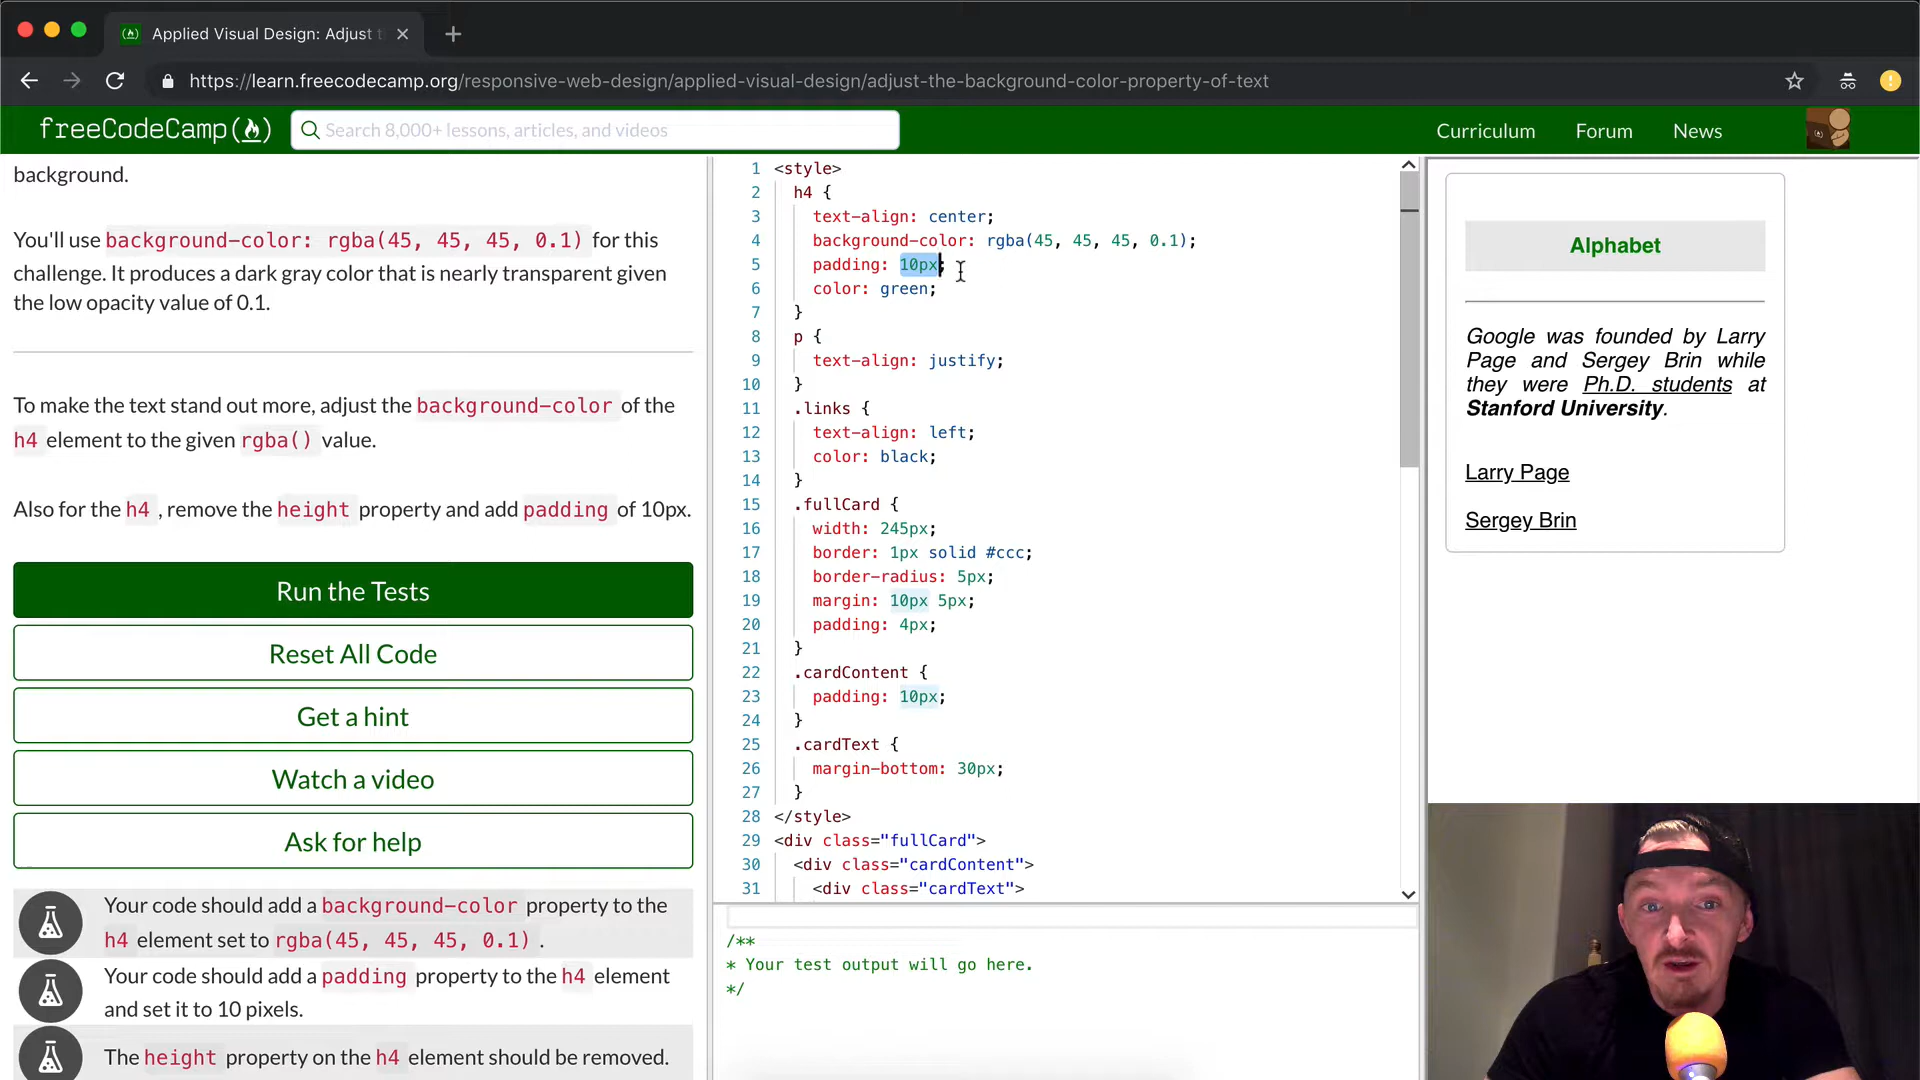 Applied Visual Design: Adjust t
https://learn.freecodecamp.org/responsive-web-design/applied-visual-design/adjust-the-background-color-property-of-text
freeCodeCamp
Search 8,000+ lessons, articles, and videos
Curriculum
Forum
News
background.
You'll use background-color: rgba(45, 45, 45, 0.1) for this
challenge. It produces a dark gray color that is nearly transparent given
the low opacity value of 0.1.
To make the text stand out more, adjust the background-color of the
h4 element to the given rgba() value.
Also for the h4 , remove the height property and add padding of 10px.
Run the Tests
Reset All Code
Get a hint
Watch a video
Ask for help
Your code should add a background-color property to the
h4 element set to rgba(45, 45, 45, 0.1) .
Your code should add a padding property to the h4 element
and set it to 10 pixels.
The height property on the h4 element should be removed.
1 <style>
2 h4 {
3 text-align: center;
4 background-color: rgba(45, 45, 45, 0.1);
5 padding: 10px;
6 color: green;
7 }
8 p {
9 text-align: justify;
10 }
11 .links {
12 text-align: left;
13 color: black;
14 }
15 .fullCard {
16 width: 245px;
17 border: 1px solid #ccc;
18 border-radius: 5px;
19 margin: 10px 5px;
20 padding: 4px;
21 }
22 .cardContent {
23 padding: 10px;
24 }
25 .cardText {
26 margin-bottom: 30px;
27 }
28 </style>
29 <div class="fullCard">
30 <div class="cardContent">
31 <div class="cardText">
/**
* Your test output will go here.
*/
Alphabet
Google was founded by Larry
Page and Sergey Brin while
they were Ph.D. students at
Stanford University.
Larry Page
Sergey Brin